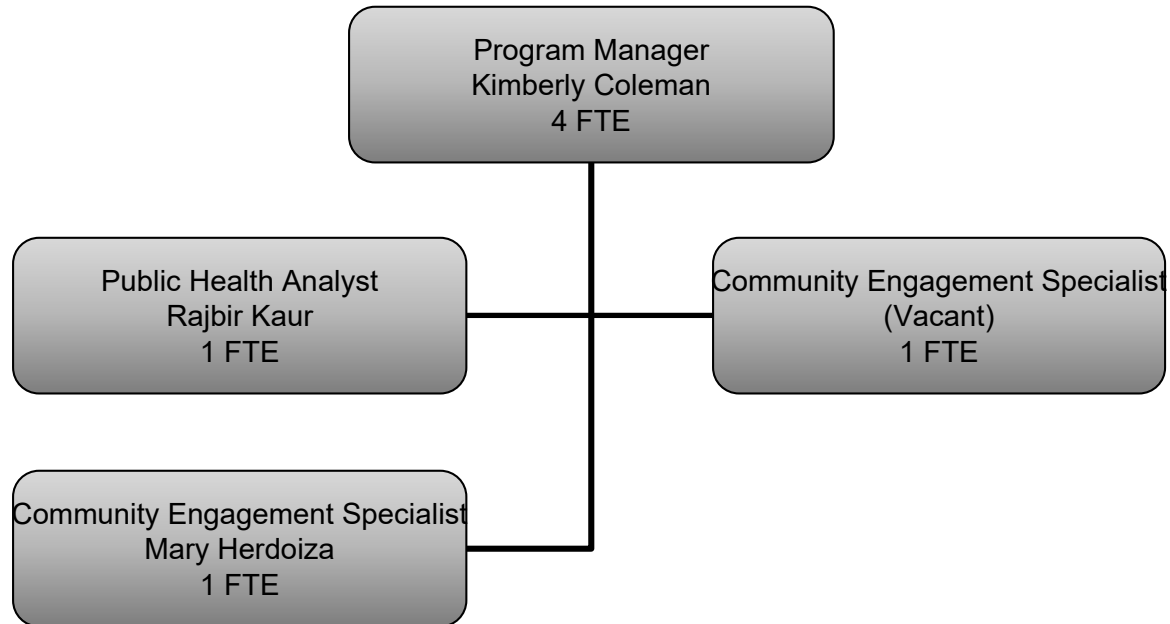 Program Manager
Kimberly Coleman
4 FTE
Public Health Analyst
Rajbir Kaur
1 FTE
Community Engagement Specialist
(Vacant)
1 FTE
Community Engagement Specialist
Mary Herdoiza
1 FTE